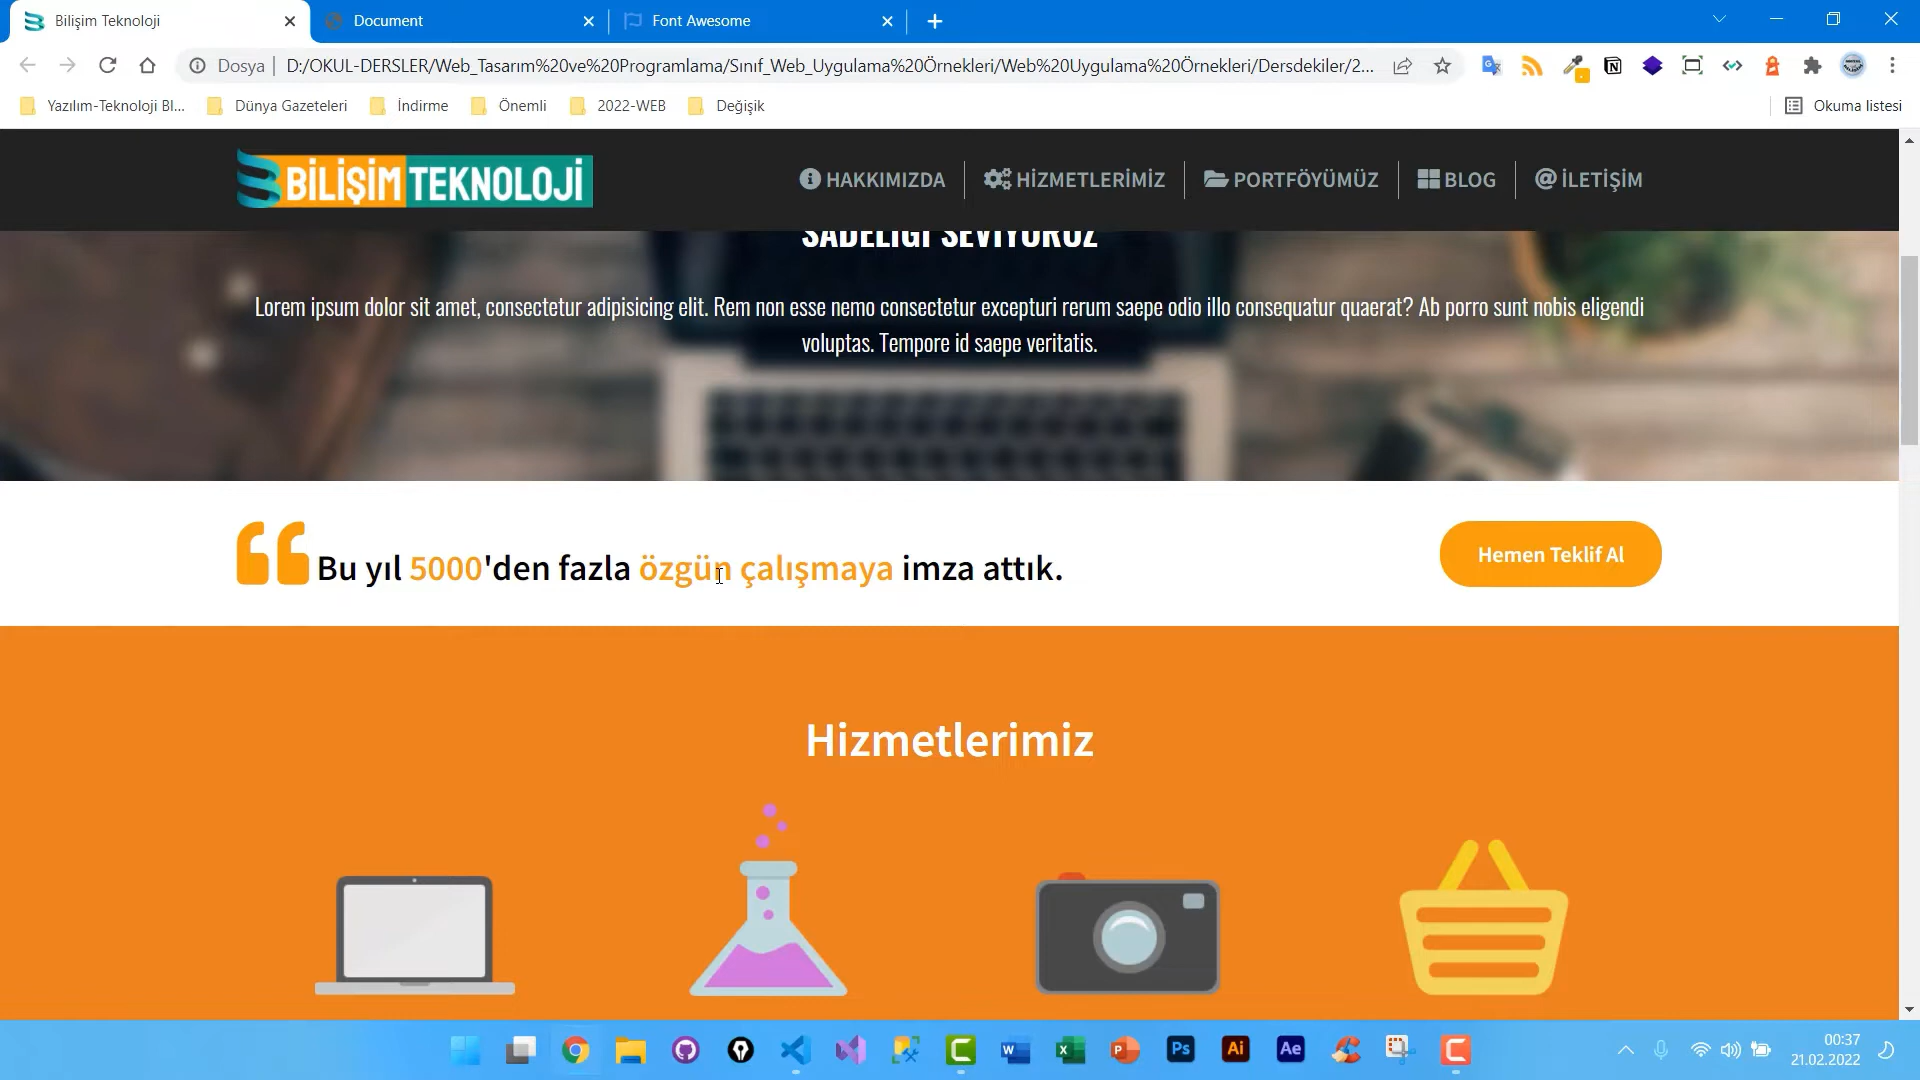 Bilişim Teknoloji
Document
Font Awesome
Dosya
D:/OKUL-DERSLER/Web_Tasarım%20ve%20Programlama/Sınıf_Web_Uygulama%20Örnekleri/Web%20Uygulama%20Örnekleri/Dersdekiler/2...
Yazılım-Teknoloji Bl...
Dünya Gazeteleri
İndirme
Önemli
2022-WEB
Değişik
Okuma listesi
BİLİŞİM TEKNOLOJİ
HAKKIMIZDA
HİZMETLERİMİZ
PORTFÖYÜMÜZ
BLOG
İLETİŞİM
SADELİĞİ SEVİYORUZ
Lorem ipsum dolor sit amet, consectetur adipisicing elit. Rem non esse nemo consectetur excepturi rerum saepe odio illo consequatur quaerat? Ab porro sunt nobis eligendi
voluptas. Tempore id saepe veritatis.
Bu yıl 5000'den fazla özgün çalışmaya imza attık.
Hemen Teklif Al
Hizmetlerimiz
Ps
Ai
Ae
00:37
21.02.2022